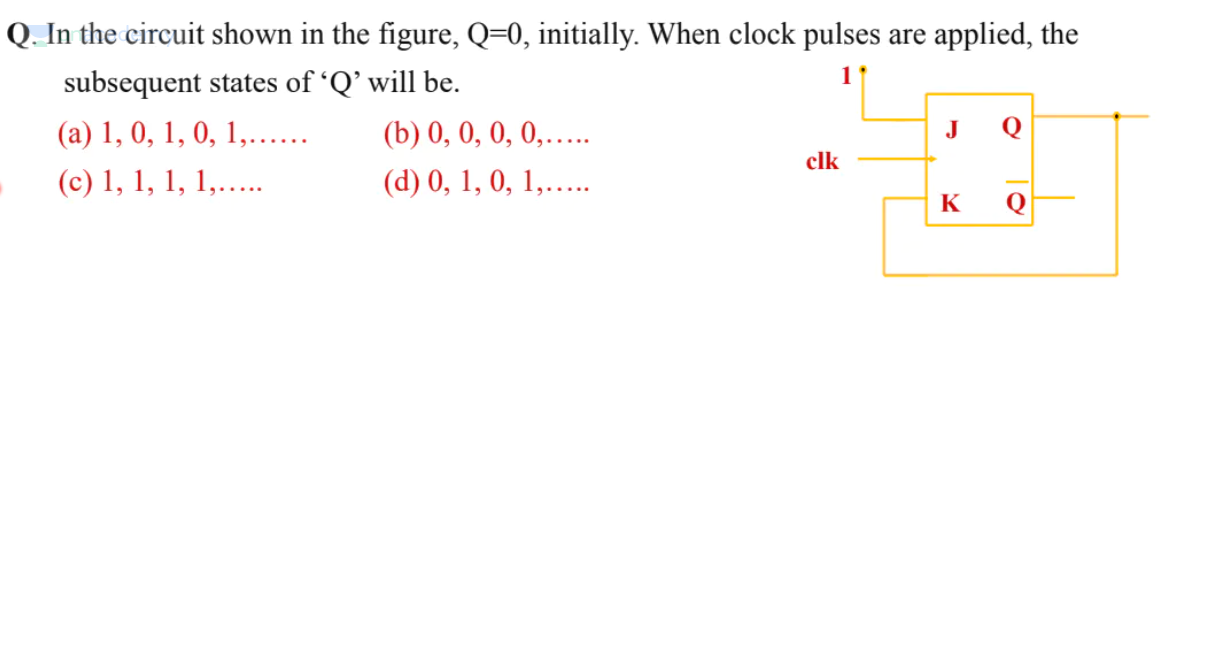 Q. In the circuit shown in the figure, Q=0, initially. When clock pulses are applied, the
subsequent states of ‘Q’ will be.
(a) 1, 0, 1, 0, 1,...... (b) 0, 0, 0, 0,.....
(c) 1, 1, 1, 1,..... (d) 0, 1, 0, 1,.....
1
J Q
clk
K Q̅